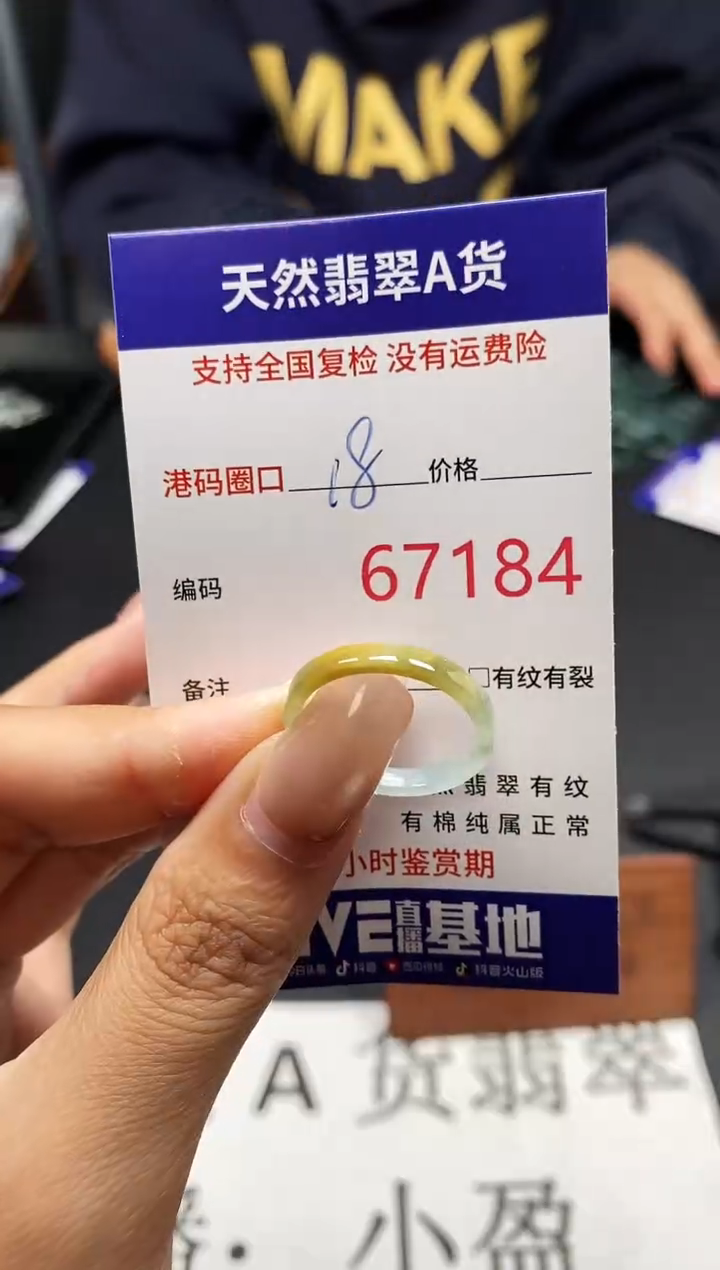 MAKE
天然翡翠A货
支持全国复检 没有运费险
港码圈口 18 价格
编码 67184
备注 □有纹有裂
翡翠有纹
有棉纯属正常
小时鉴赏期
直播基地
抖音 抖音火山版
A货翡翠
小盈